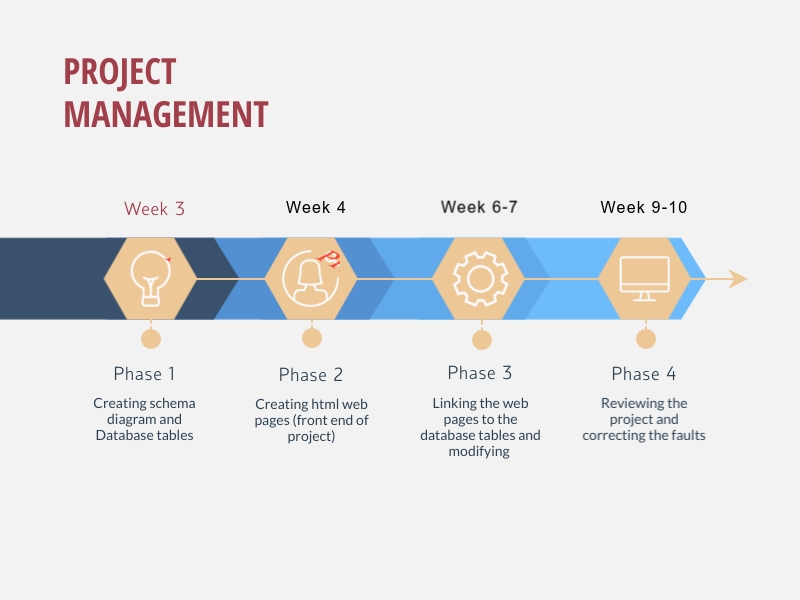 PROJECT
MANAGEMENT
Week 3
Week 4
Week 6-7
Week 9-10
Phase 1
Creating schema
diagram and
Database tables
Phase 2
Creating html web
pages (front end of
project)
Phase 3
Linking the web
pages to the
database tables and
modifying
Phase 4
Reviewing the
project and
correcting the faults